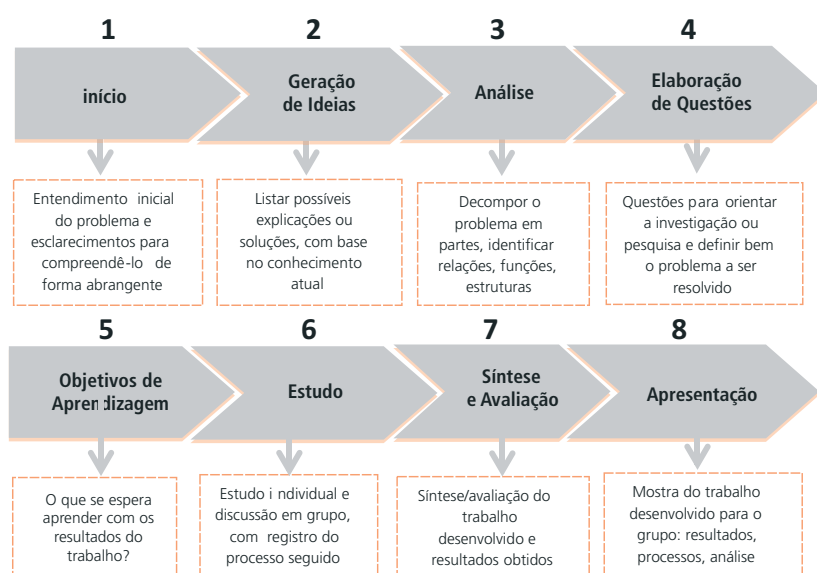 1
início
Entendimento inicial
do problema e
esclarecimentos para
compreendê-lo de
forma abrangente
2
Geração
de Ideias
Listar possíveis
explicações ou
soluções, com base
no conhecimento
atual
3
Análise
Decompor o
problema em
partes, identificar
relações, funções,
estruturas
4
Elaboração
de Questões
Questões para orientar
a investigação ou
pesquisa e definir bem
o problema a ser
resolvido
5
Objetivos de
Aprendizagem
O que se espera
aprender com os
resultados do
trabalho?
6
Estudo
Estudo individual e
discussão em grupo,
com registro do
processo seguido
7
Síntese
e Avaliação
Síntese/avaliação do
trabalho
desenvolvido e
resultados obtidos
8
Apresentação
Mostra do trabalho
desenvolvido para o
grupo: resultados,
processos, análise